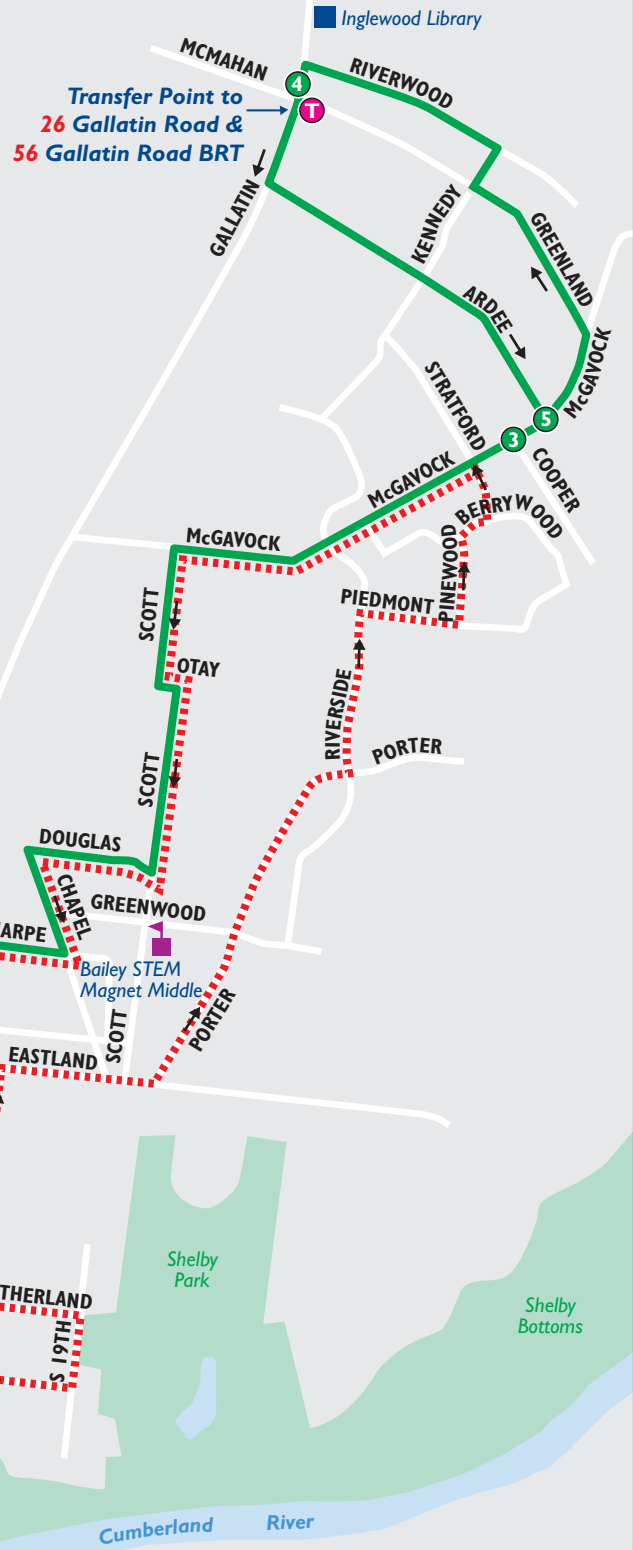 Inglewood Library
MCMAHAN
RIVERWOOD
4
Transfer Point to
26 Gallatin Road &
56 Gallatin Road BRT
T
GALLATIN
KENNEDY
GREENLAND
ARDEE
McGAVOCK
STRATFORD
5
3
COOPER
McGAVOCK
BERRYWOOD
McGAVOCK
PINEWOOD
PIEDMONT
SCOTT
OTAY
RIVERSIDE
PORTER
SCOTT
DOUGLAS
CHAPEL
GREENWOOD
ARPE
Bailey STEM
Magnet Middle
PORTER
SCOTT
EASTLAND
Shelby
Park
THERLAND
S 19TH
Shelby
Bottoms
Cumberland River